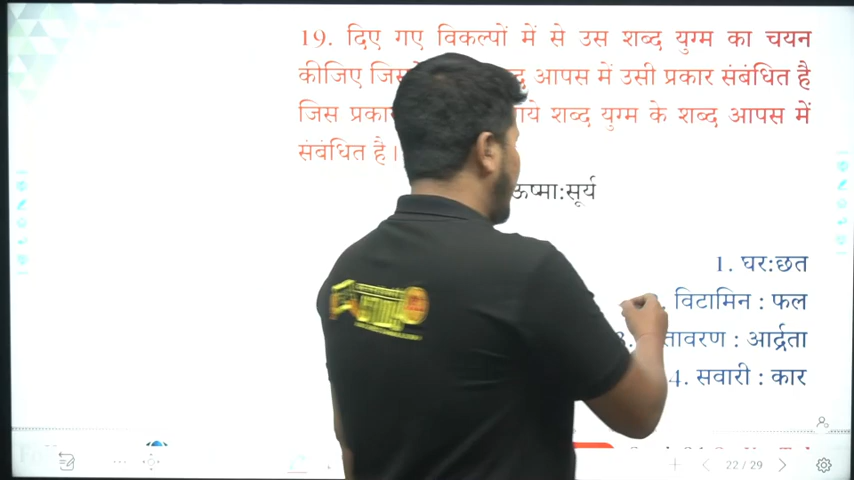 19. दिए गए विकल्पों में से उस शब्द युग्म का चयन
कीजिए आपस में उसी प्रकार संबंधित है
जिस शब्द युग्म के शब्द आपस में
संबंधित है।
ऊष्मा:सूर्य
1. घर:छत
विटामिन : फल
आर्द्रता
4. सवारी : कार
22 / 29